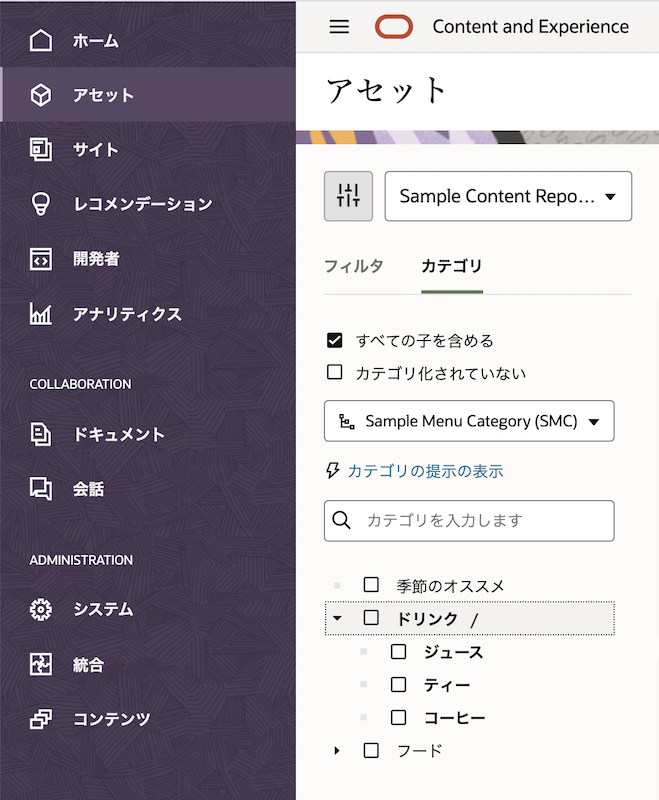 ホーム
アセット
サイト
レコメンデーション
開発者
アナリティクス
COLLABORATION
ドキュメント
会話
ADMINISTRATION
システム
統合
コンテンツ
Content and Experience
アセット
Sample Content Repo...
フィルタ カテゴリ
すべての子を含める
カテゴリ化されていない
Sample Menu Category (SMC)
カテゴリの提示の表示
カテゴリを入力します
季節のオススメ
ドリンク /
ジュース
ティー
コーヒー
フード